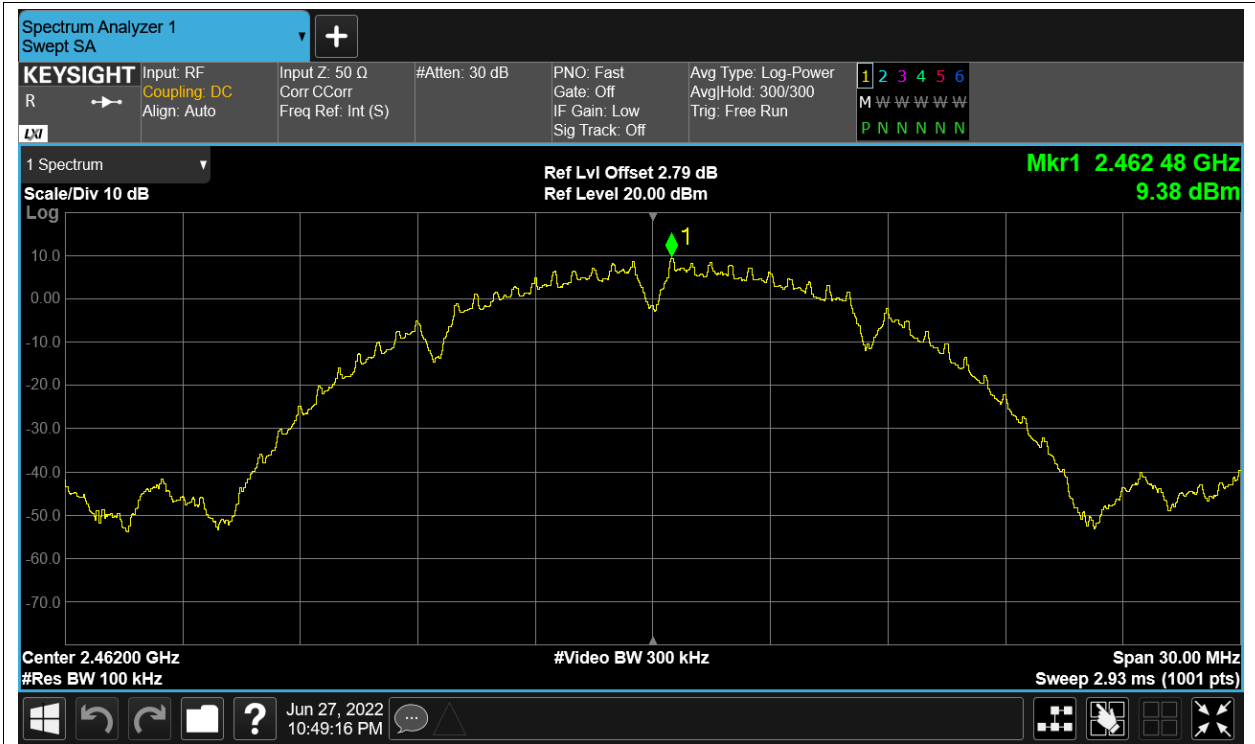 Spectrum Analyzer 1
Swept SA
KEYSIGHT
R
LXI
Input: RF
Coupling: DC
Align: Auto
Input Z: 50 Ω
Corr CCorr
Freq Ref: Int (S)
#Atten: 30 dB
PNO: Fast
Gate: Off
IF Gain: Low
Sig Track: Off
Avg Type: Log-Power
Avg|Hold: 300/300
Trig: Free Run
1 2 3 4 5 6
M W W W W W
P N N N N N
1 Spectrum
Scale/Div 10 dB
Log
Ref Lvl Offset 2.79 dB
Ref Level 20.00 dBm
Mkr1 2.462 48 GHz
9.38 dBm
1
10.0
0.00
-10.0
-20.0
-30.0
-40.0
-50.0
-60.0
-70.0
Center 2.46200 GHz
#Res BW 100 kHz
#Video BW 300 kHz
Span 30.00 MHz
Sweep 2.93 ms (1001 pts)
?
Jun 27, 2022
10:49:16 PM